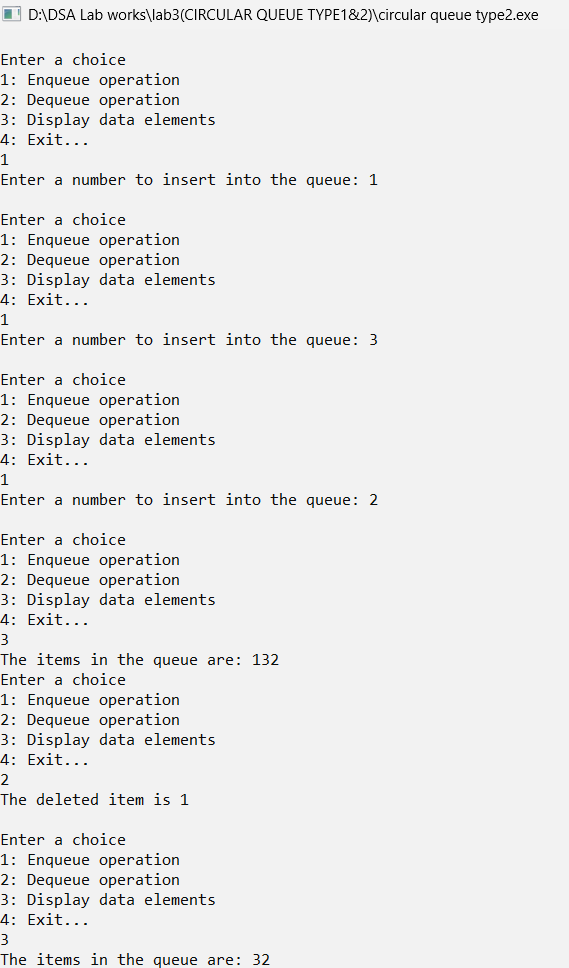 D:\DSA Lab works\lab3(CIRCULAR QUEUE TYPE1&2)\circular queue type2.exe
Enter a choice
1: Enqueue operation
2: Dequeue operation
3: Display data elements
4: Exit...
1
Enter a number to insert into the queue: 1
Enter a choice
1: Enqueue operation
2: Dequeue operation
3: Display data elements
4: Exit...
1
Enter a number to insert into the queue: 3
Enter a choice
1: Enqueue operation
2: Dequeue operation
3: Display data elements
4: Exit...
1
Enter a number to insert into the queue: 2
Enter a choice
1: Enqueue operation
2: Dequeue operation
3: Display data elements
4: Exit...
3
The items in the queue are: 132
Enter a choice
1: Enqueue operation
2: Dequeue operation
3: Display data elements
4: Exit...
2
The deleted item is 1
Enter a choice
1: Enqueue operation
2: Dequeue operation
3: Display data elements
4: Exit...
3
The items in the queue are: 32